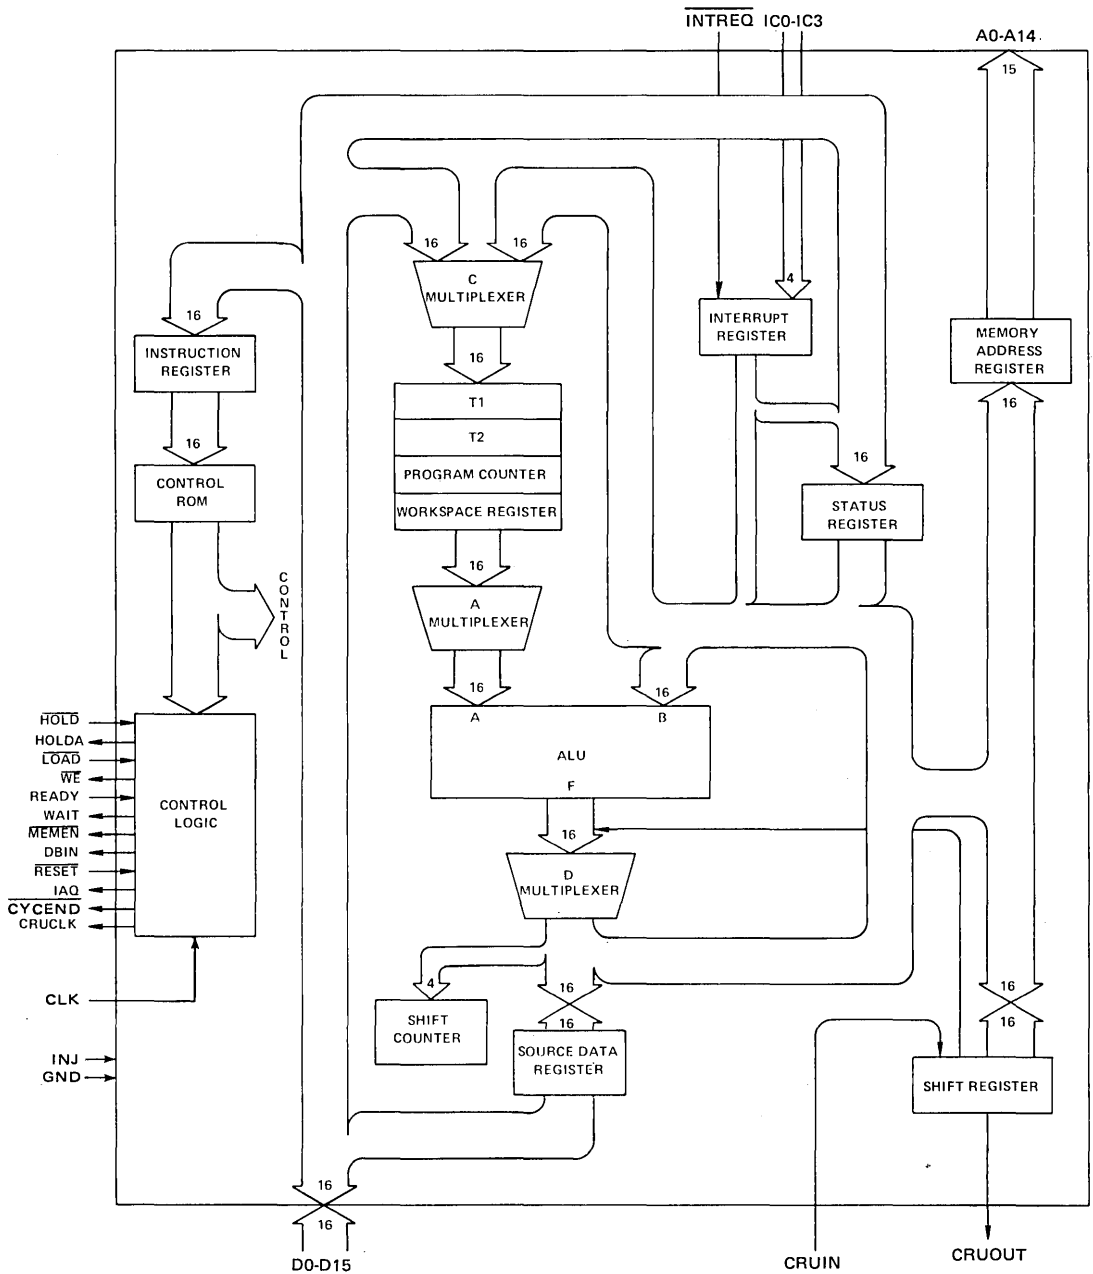 INTREQ IC0-IC3
A0-A14
15
16
16
C
MULTIPLEXER
4
16
INTERRUPT
REGISTER
MEMORY
ADDRESS
REGISTER
INSTRUCTION
REGISTER
16
16
T1
T2
PROGRAM COUNTER
WORKSPACE REGISTER
16
CONTROL
ROM
16
STATUS
REGISTER
16
A
MULTIPLEXER
CONTROL
16
16
A
B
ALU
F
HOLD
HOLDA
LOAD
WE
READY
WAIT
MEMEN
DBIN
RESET
IAQ
CYCEND
CRUCLK
CONTROL
LOGIC
16
D
MULTIPLEXER
4
16
16
16
16
CLK
SHIFT
COUNTER
SOURCE DATA
REGISTER
INJ
GND
SHIFT REGISTER
16
16
D0-D15
CRUIN
CRUOUT